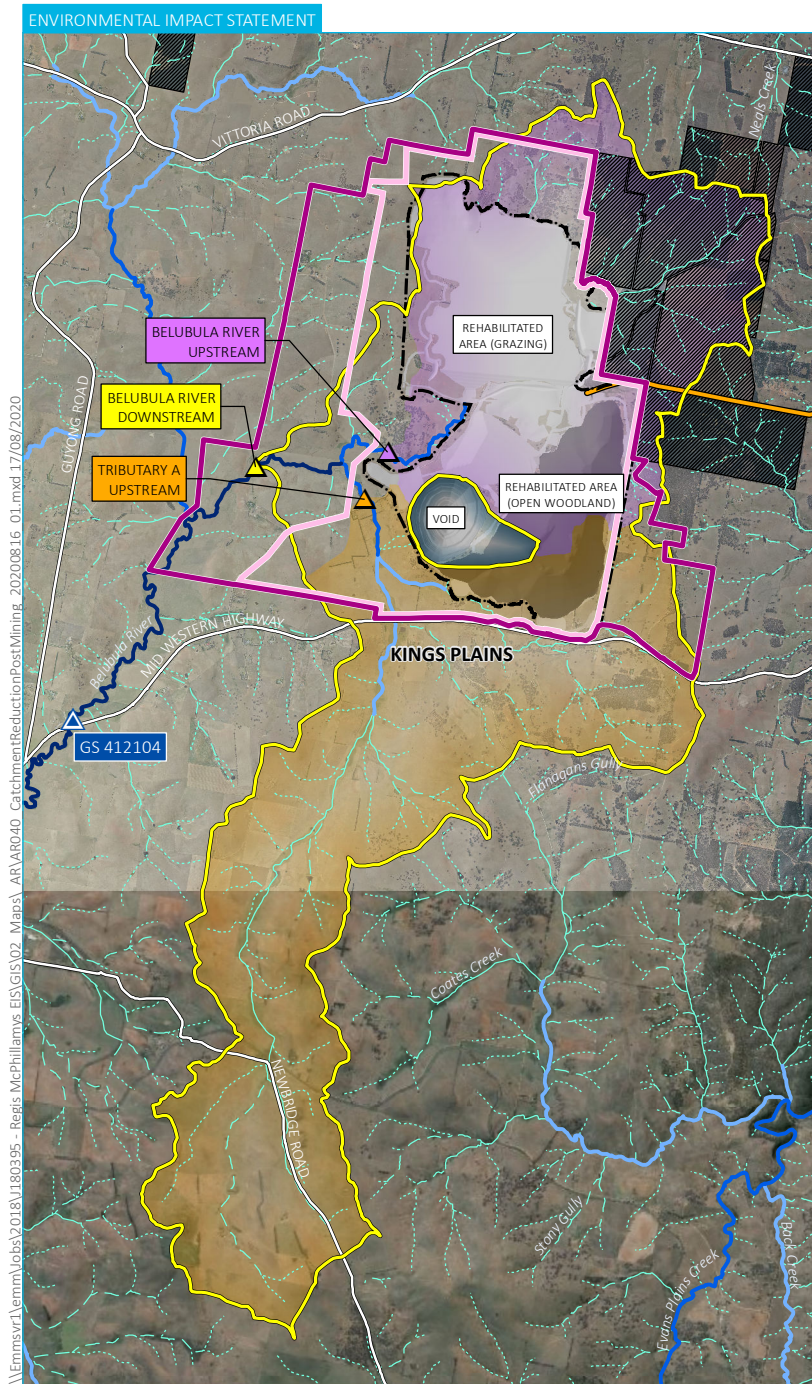 ENVIRONMENTAL IMPACT STATEMENT
Neals Creek
VITTORIA ROAD
BELUBULA RIVER
UPSTREAM
REHABILITATED
AREA (GRAZING)
BELUBULA RIVER
DOWNSTREAM
GUYONG ROAD
TRIBUTARY A
UPSTREAM
REHABILITATED AREA
(OPEN WOODLAND)
VOID
Belubula River
MID WESTERN HIGHWAY
KINGS PLAINS
GS 412104
Flanagans Gully
Coates Creek
NEWBRIDGE ROAD
Stony Gully
Evans Plains Creek
Back Creek
\\Emmsvr1\emm\Jobs\2018\J180395 - Regis McPhillamys EIS\GIS\02_Maps\_AR\AR040_CatchmentReductionPostMining_20200816_01.mxd 17/08/2020